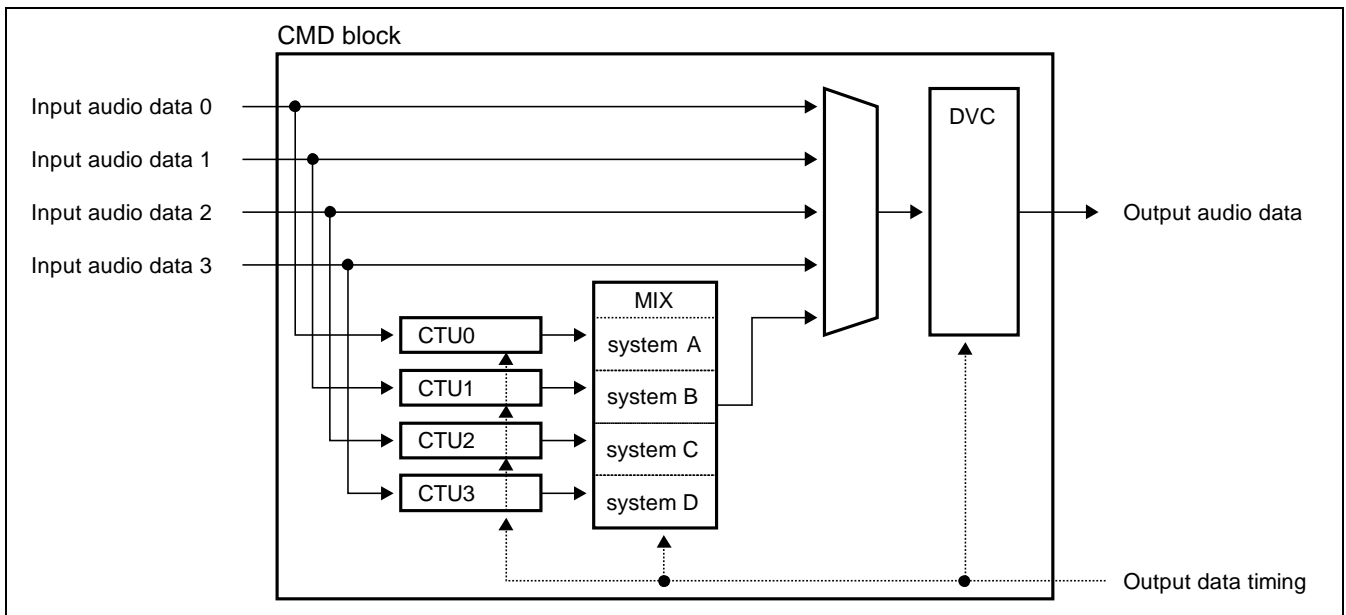 CMD block
Input audio data 0
Input audio data 1
Input audio data 2
Input audio data 3
DVC
Output audio data
MIX
CTU0
system A
CTU1
system B
CTU2
system C
CTU3
system D
Output data timing